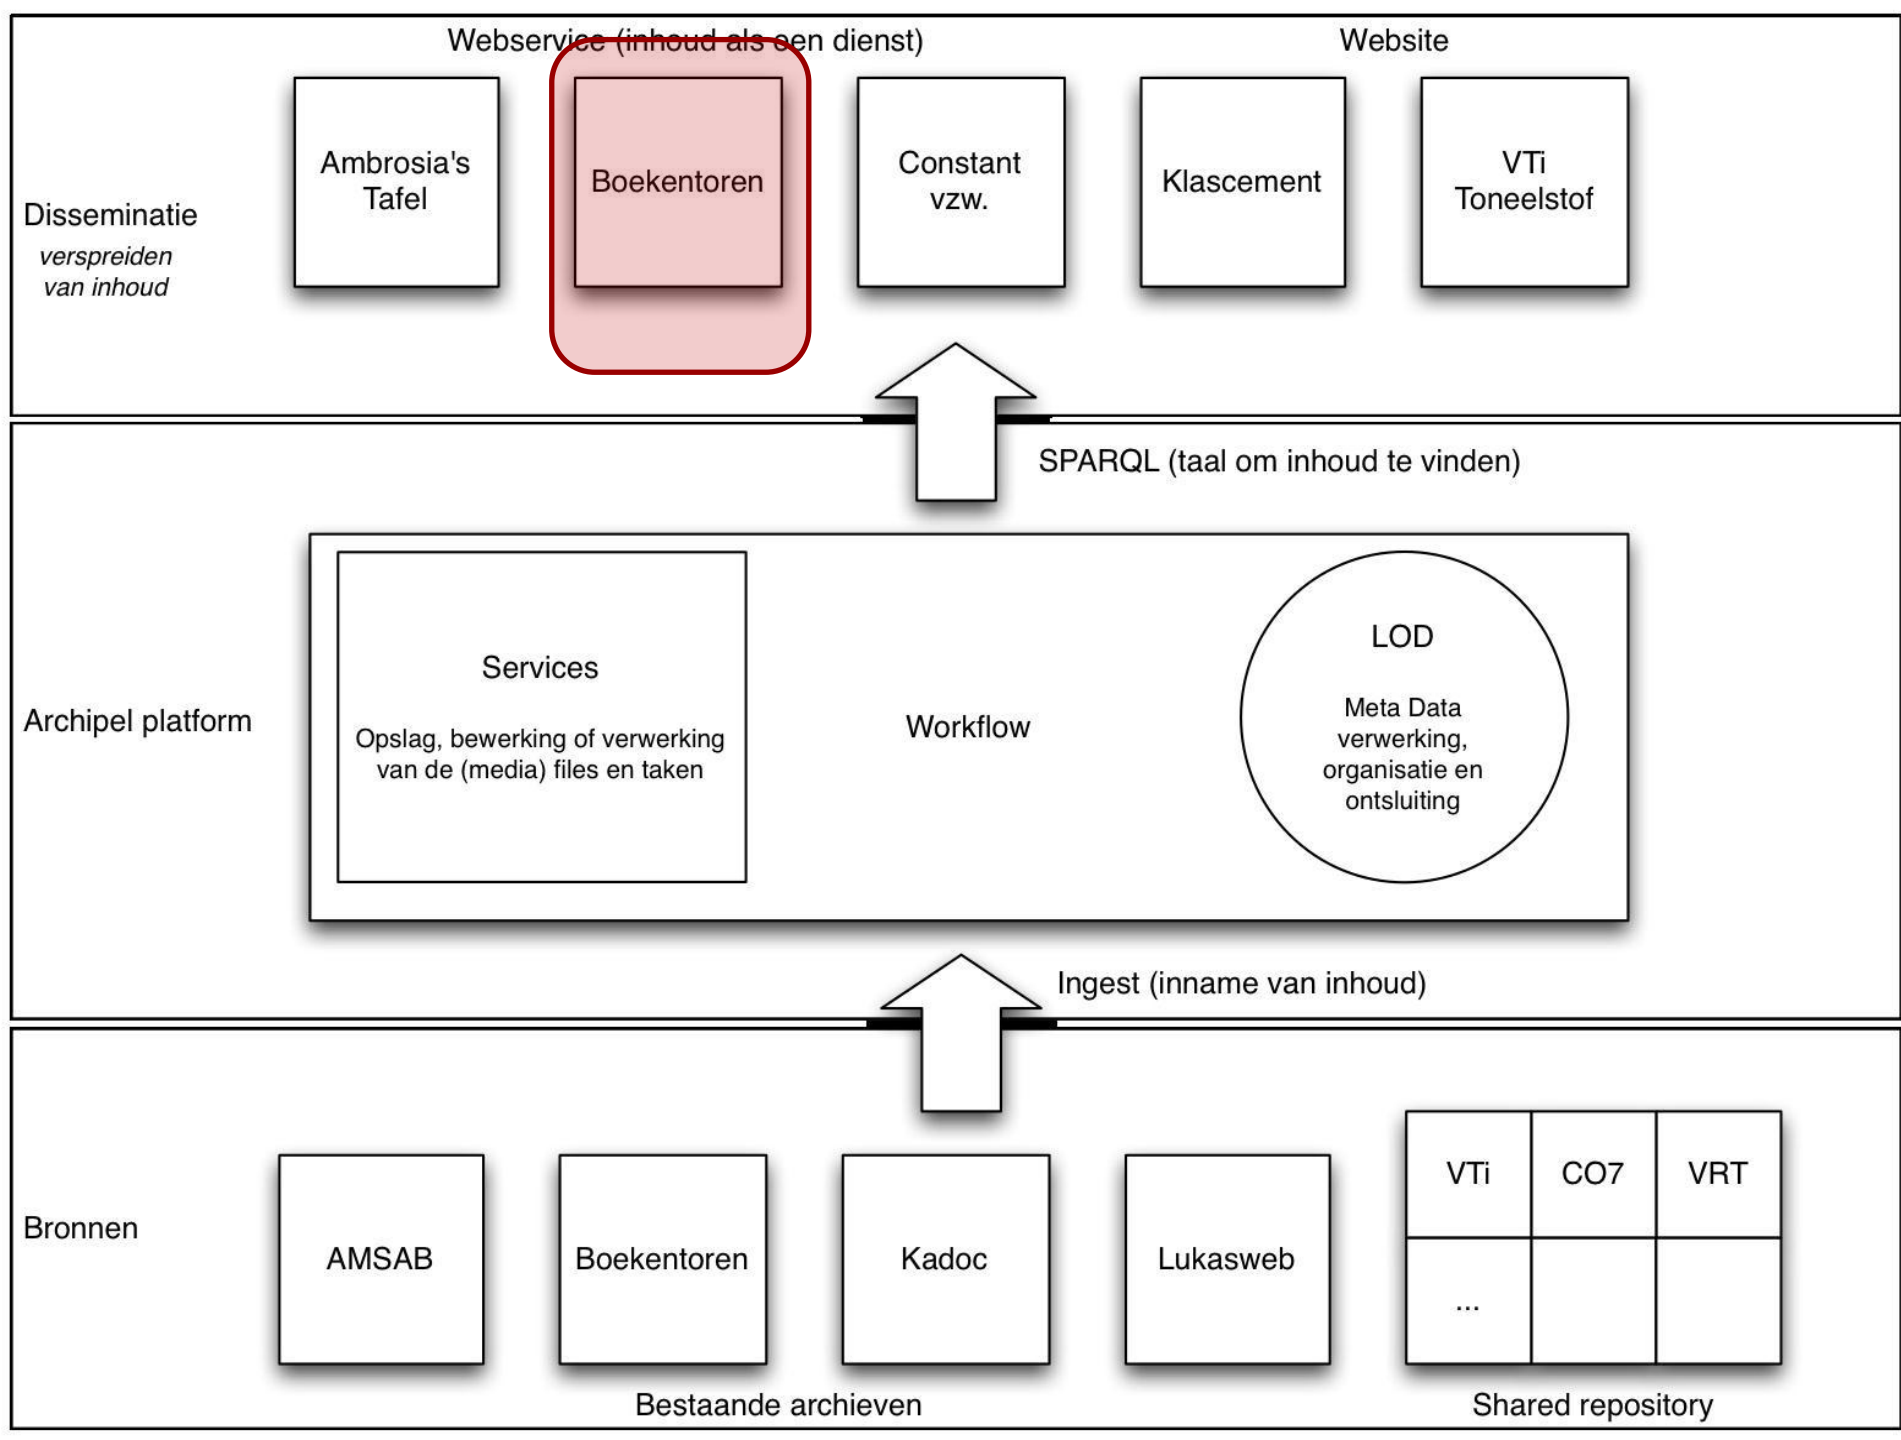 Webservice (inhoud als een dienst)
Website
Ambrosia's
Tafel
Boekentoren
Constant
vzw.
Klascement
VTi
Toneelstof
Disseminatie
verspreiden
van inhoud
SPARQL (taal om inhoud te vinden)
Archipel platform
Services
Opslag, bewerking of verwerking
van de (media) files en taken
Workflow
LOD
Meta Data
verwerking,
organisatie en
ontsluiting
Ingest (inname van inhoud)
Bronnen
AMSAB
Boekentoren
Kadoc
Lukasweb
VTi
CO7
VRT
...
Bestaande archieven
Shared repository